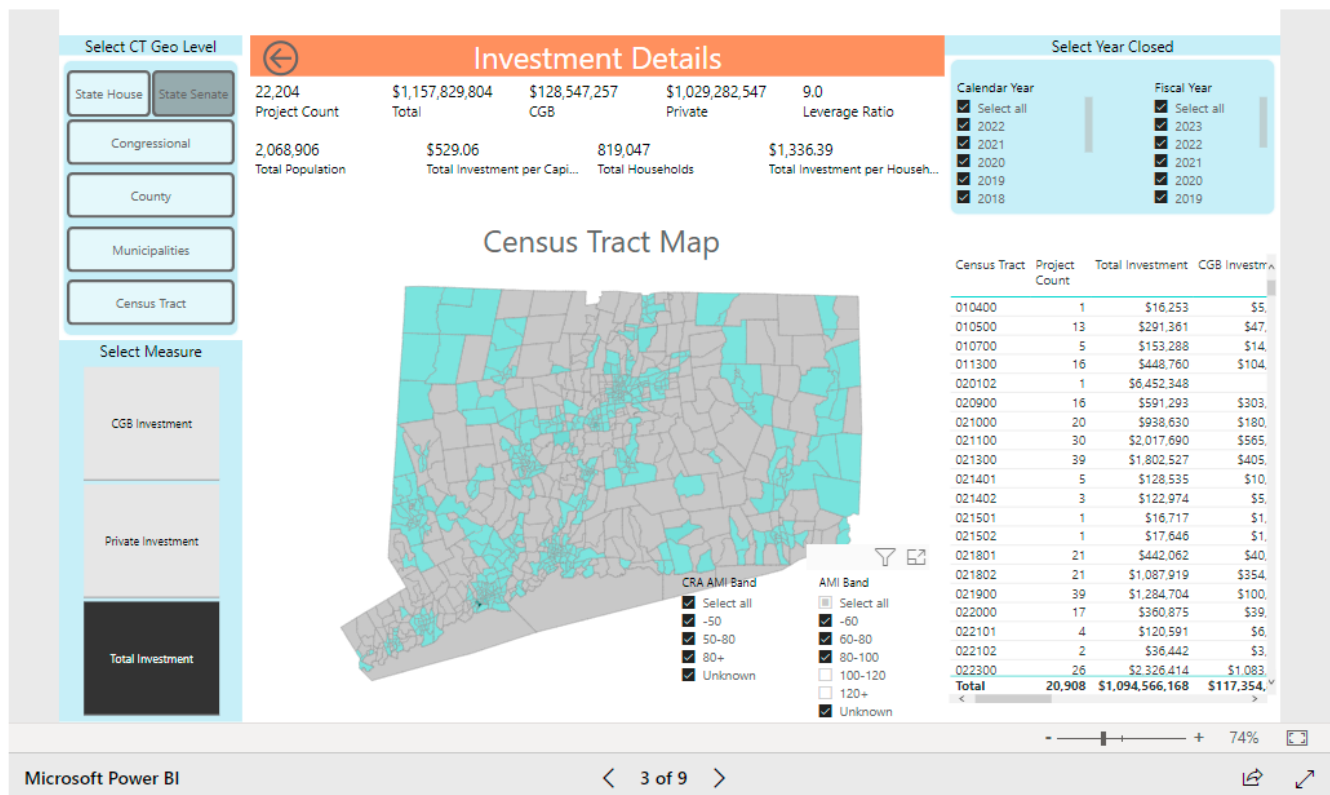 Select CT Geo Level
State House
State Senate
Congressional
County
Municipalities
Census Tract
Select Measure
CGB Investment
Private Investment
Total Investment
Investment Details
22,204 $1,157,829,804 $128,547,257 $1,029,282,547 9.0
Project Count Total CGB Private Leverage Ratio
2,068,906 $529.06 819,047 $1,336.39
Total Population Total Investment per Capi... Total Households Total Investment per Househ...
Census Tract Map
CRA AMI Band
Select all
-50
50-80
80+
Unknown
AMI Band
Select all
-60
60-80
80-100
100-120
120+
Unknown
Select Year Closed
Calendar Year
Select all
2022
2021
2020
2019
2018
Fiscal Year
Select all
2023
2022
2021
2020
2019
Census Tract Project Total Investment CGB Investm
Count
010400 1 $16,253 $5,
010500 13 $291,361 $47,
010700 5 $153,288 $14,
011300 16 $448,760 $104,
020102 1 $6,452,348
020900 16 $591,293 $303,
021000 20 $938,630 $180,
021100 30 $2,017,690 $565,
021300 39 $1,802,527 $405,
021401 5 $128,535 $10,
021402 3 $122,974 $5,
021501 1 $16,717 $1,
021502 1 $17,646 $1,
021801 21 $442,062 $40,
021802 21 $1,087,919 $354,
021900 39 $1,284,704 $100,
022000 17 $360,875 $39,
022101 4 $120,591 $6,
022102 2 $36,442 $3,
022300 26 $2,326,414 $1,083,
Total 20,908 $1,094,566,168 $117,354,
- + 74%
Microsoft Power BI
3 of 9